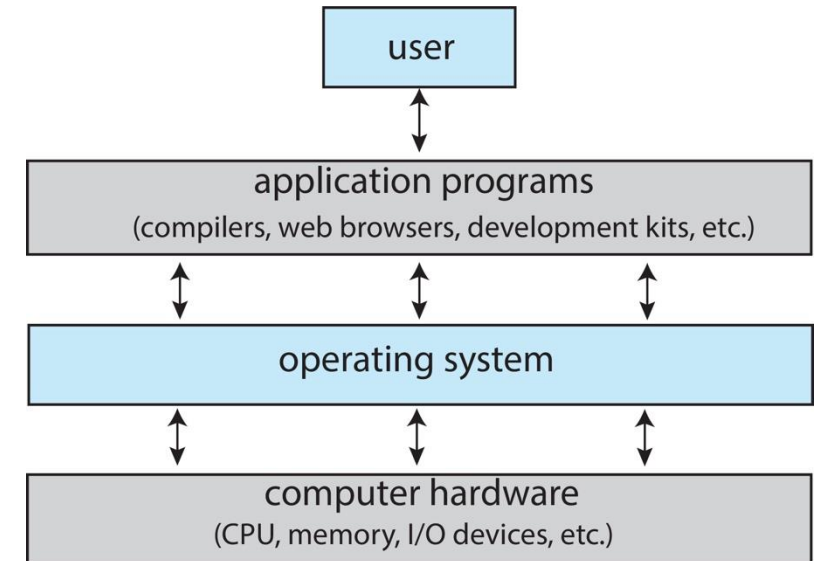 user
application programs
(compilers, web browsers, development kits, etc.)
operating system
computer hardware
(CPU, memory, I/O devices, etc.)